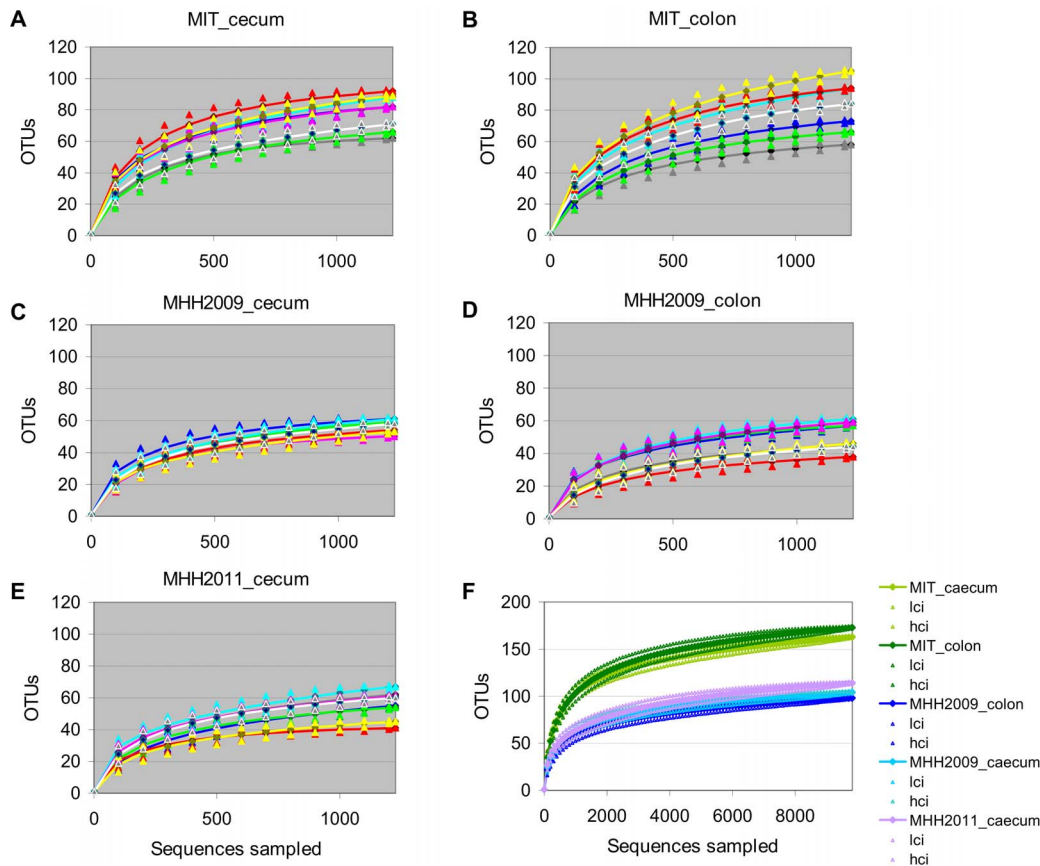 A
MIT_cecum
120
100
80
60
40
20
0
OTUs
0
500
1000
B
MIT_colon
120
100
80
60
40
20
0
OTUs
0
500
1000
C
MHH2009_cecum
120
100
80
60
40
20
0
OTUs
0
500
1000
D
MHH2009_colon
120
100
80
60
40
20
0
OTUs
0
500
1000
E
MHH2011_cecum
120
100
80
60
40
20
0
OTUs
0
500
1000
Sequences sampled
F
200
150
100
50
0
OTUs
0
2000
4000
6000
8000
Sequences sampled
MIT_caecum
lci
hci
MIT_colon
lci
hci
MHH2009_colon
lci
hci
MHH2009_caecum
lci
hci
MHH2011_caecum
lci
hci